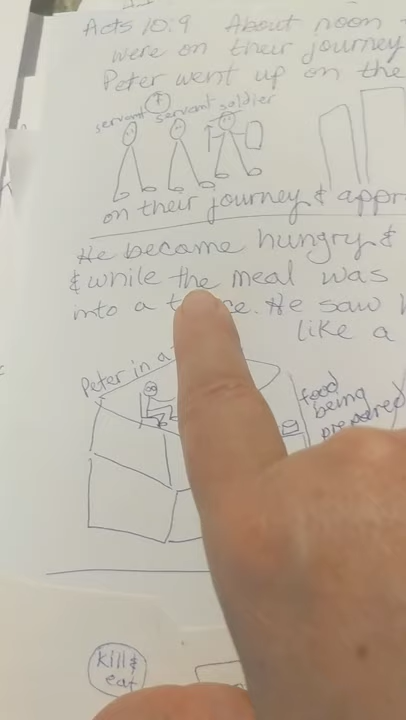 Acts 10:9 About noon
were on their journey
Peter went up on the
servant servant soldier
on their journey & appr
He became hungry &
& while the meal was
into a t ce. He saw
like a
Peter in a
food
being
prepared
kill &
eat